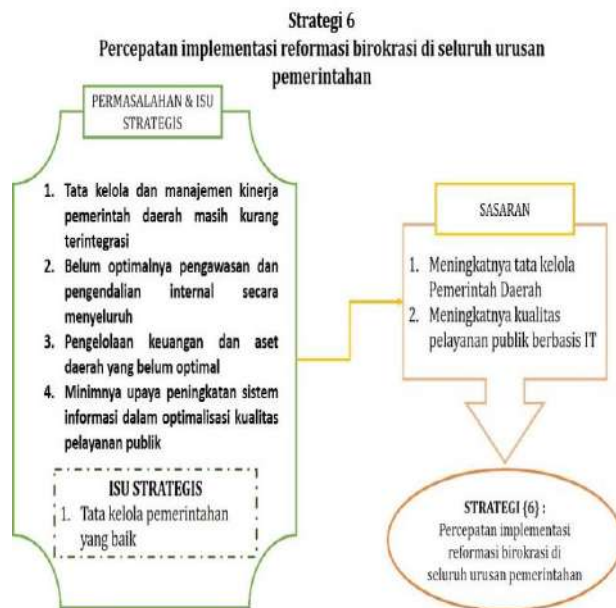 Strategi 6
Percepatan implementasi reformasi birokrasi di seluruh urusan
pemerintahan
PERMASALAHAN & ISU
STRATEGIS
1. Tata kelola dan manajemen kinerja
pemerintah daerah masih kurang
terintegrasi
2. Belum optimalnya pengawasan dan
pengendalian internal secara
menyeluruh
3. Pengelolaan keuangan dan aset
daerah yang belum optimal
4. Minimnya upaya peningkatan sistem
informasi dalam optimalisasi kualitas
pelayanan publik
ISU STRATEGIS
1. Tata kelola pemerintahan
yang baik
SASARAN
1. Meningkatnya tata kelola
Pemerintah Daerah
2. Meningkatnya kualitas
pelayanan publik berbasis IT
STRATEGI (6) :
Percepatan implementasi
reformasi birokrasi di
seluruh urusan pemerintahan